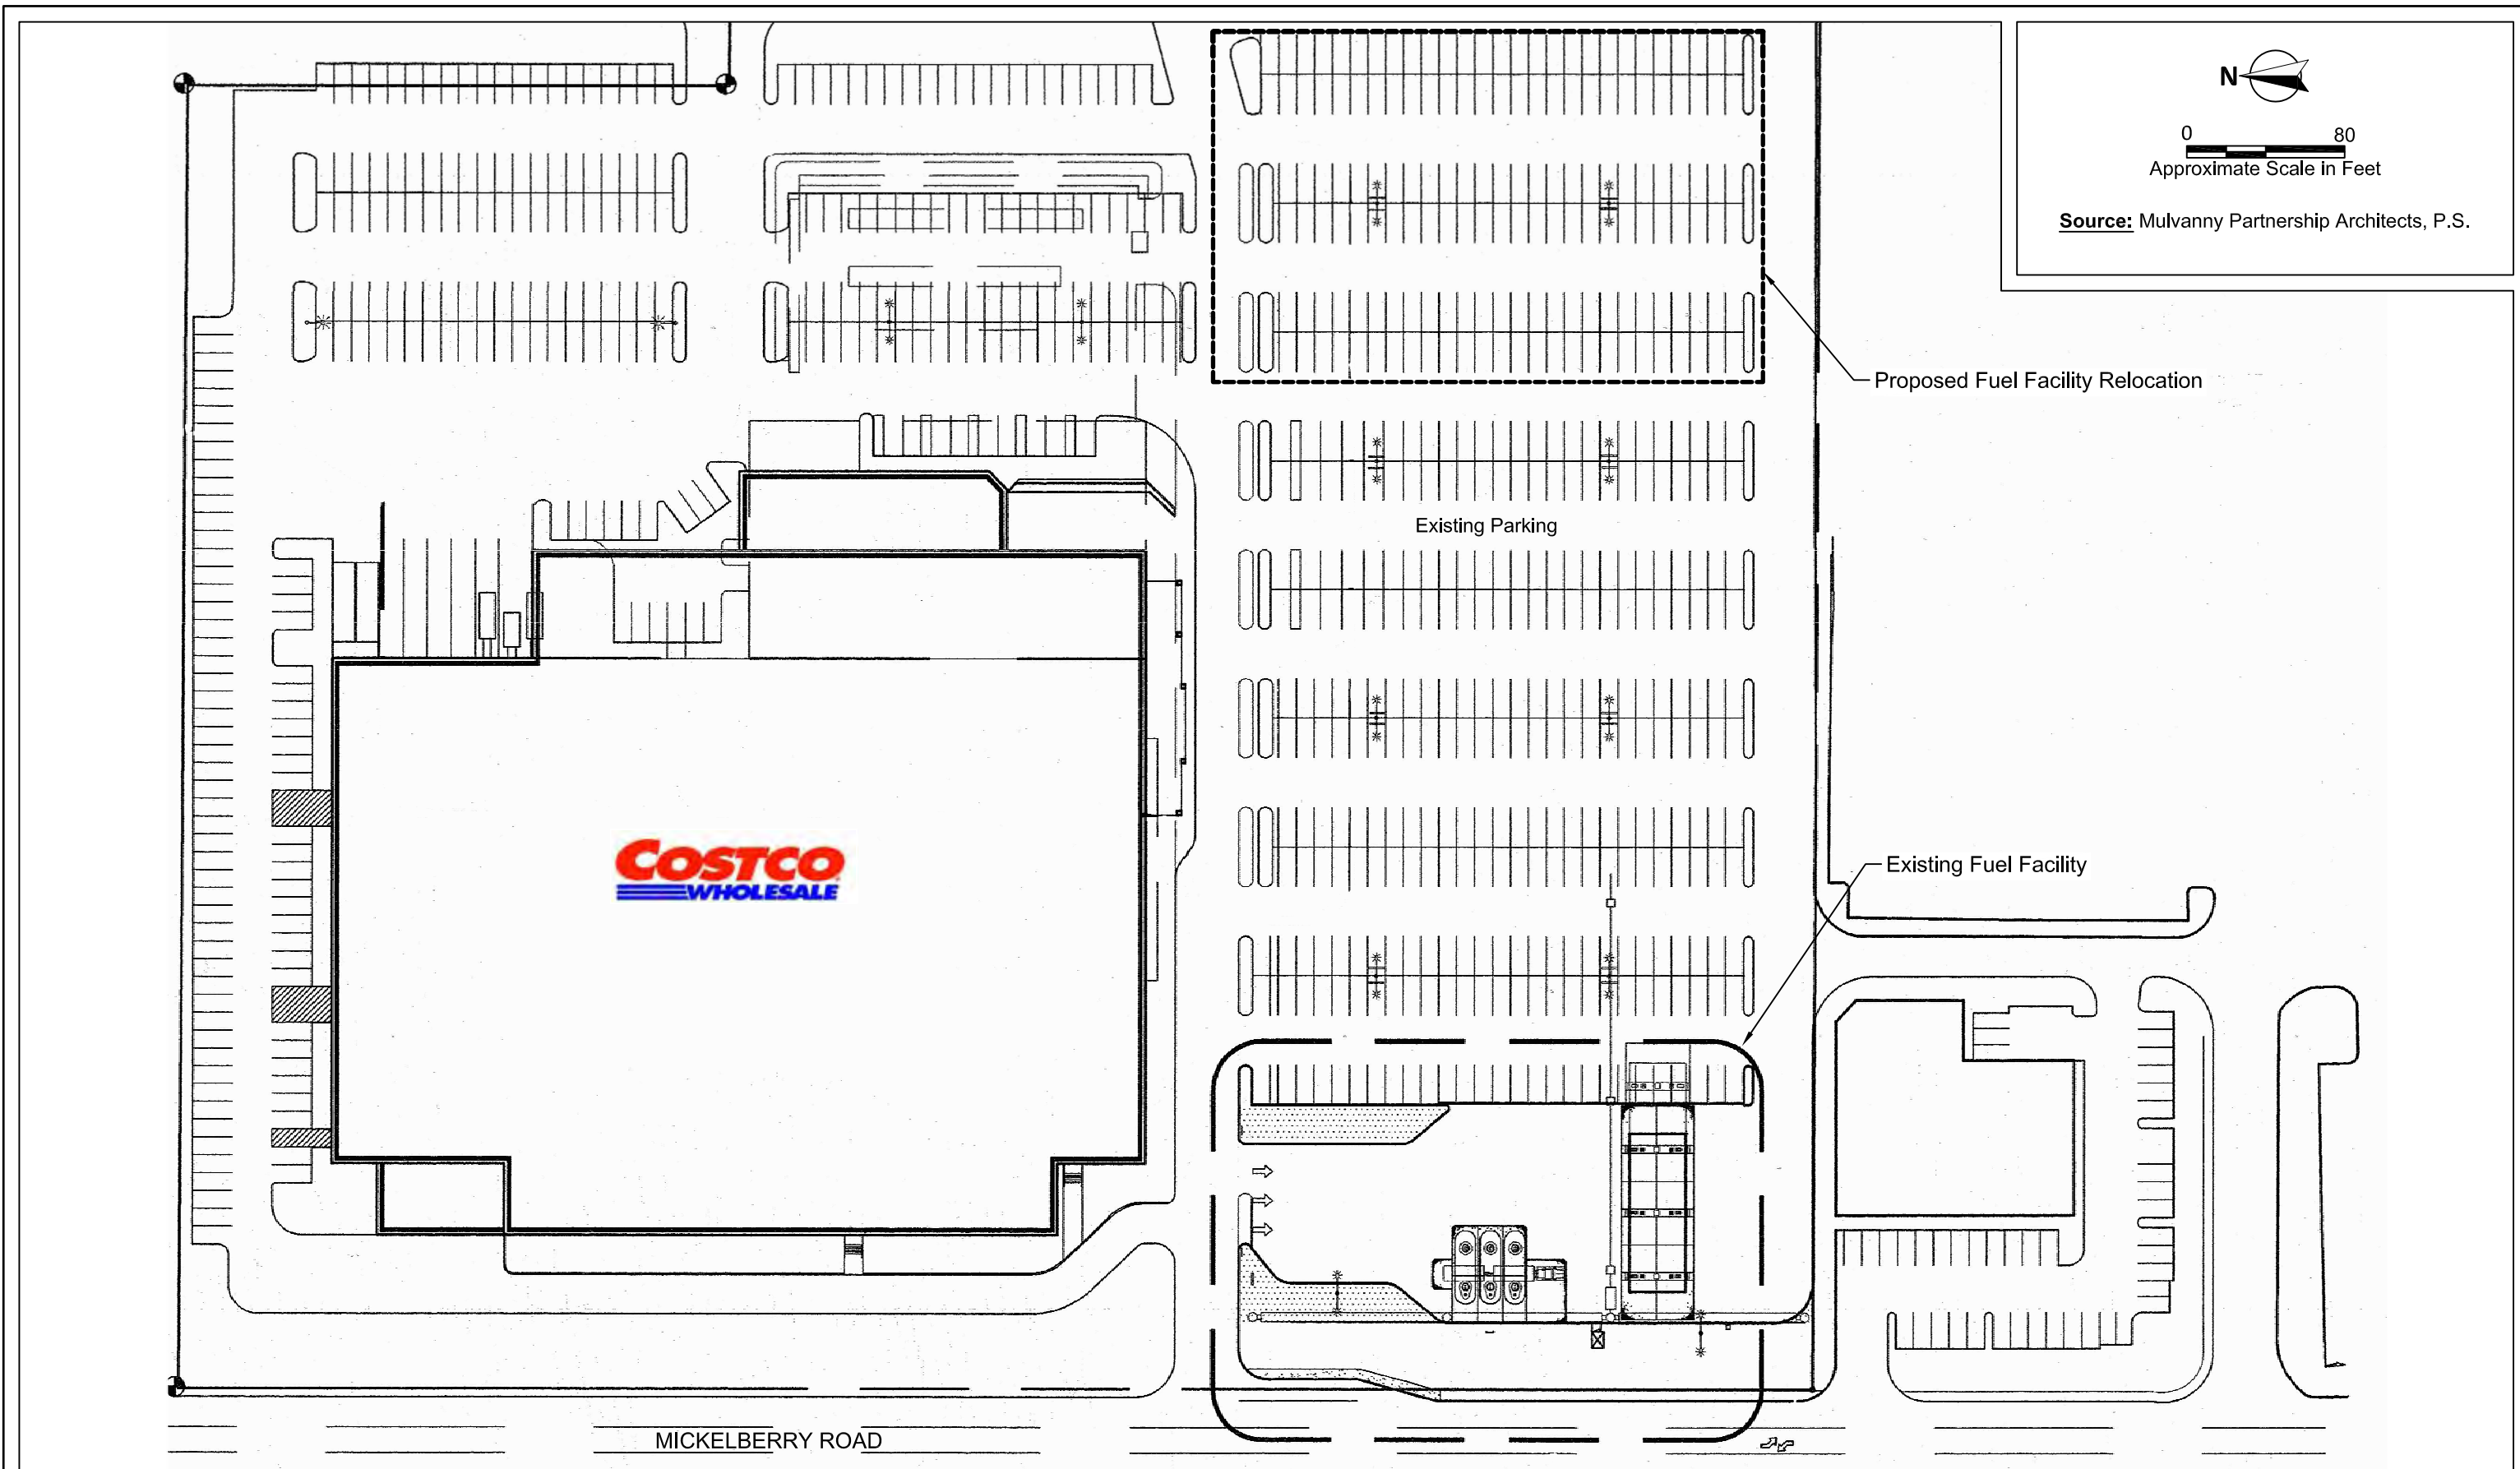 N
0 80
Approximate Scale in Feet
Source: Mulvanny Partnership Architects, P.S.
Proposed Fuel Facility Relocation
Existing Parking
COSTCO
WHOLESALE
Existing Fuel Facility
MICKELBERRY ROAD